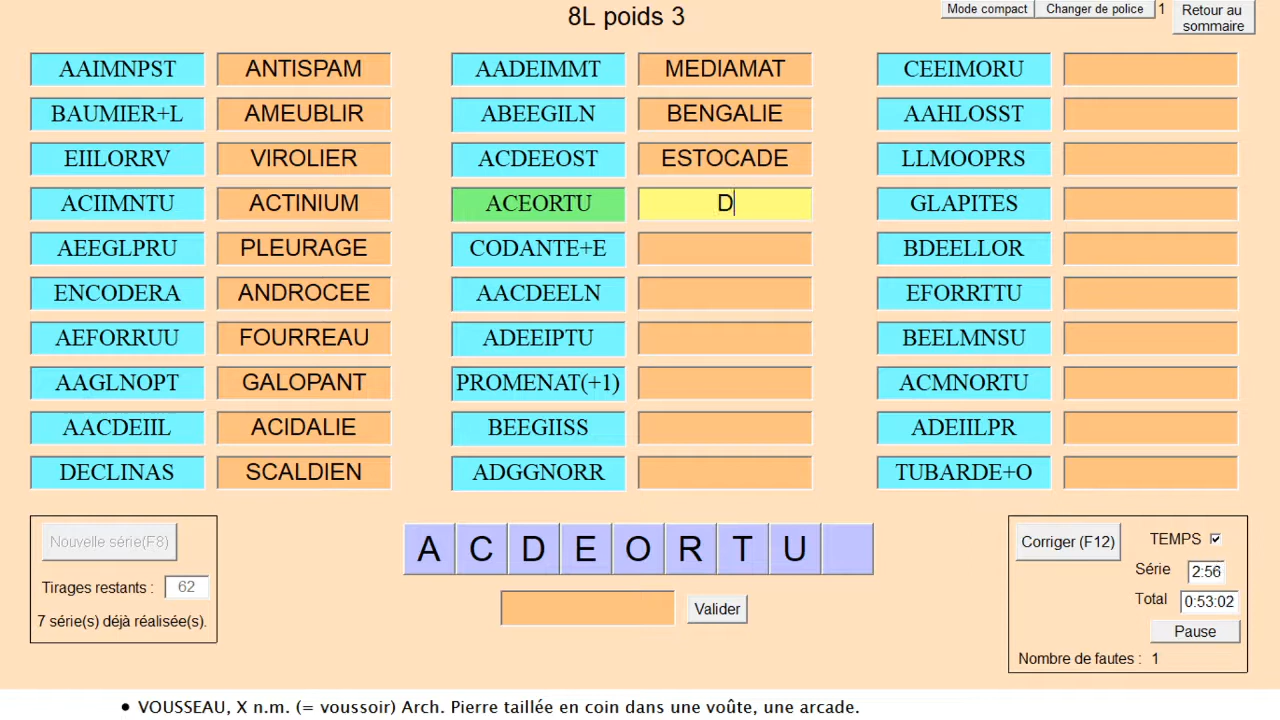 8L poids 3
Mode compact Changer de police 1 Retour au sommaire
AAIMNPST ANTISPAM AADEIMMT MEDIAMAT CEEIMORU
BAUMIER+L AMEUBLIR ABEEGILN BENGALIE AAHLOSST
EIILORRV VIROLIER ACDEEOST ESTOCADE LLMOOPRS
ACIIMNTU ACTINIUM ACEORTU D GLAPITES
AEEGLPRU PLEURAGE CODANTE+E BDEELLOR
ENCODERA ANDROCEE AACDEELN EFORRTTU
AEFORRUU FOURREAU ADEEIPTU BEELMNSU
AAGLNOPT GALOPANT PROMENAT(+1) ACMNORTU
AACDEIIL ACIDALIE BEEGIISS ADEIILPR
DECLINAS SCALDIEN ADGGNORR TUBARDE+O
Nouvelle série(F8)
Tirages restants : 62
7 série(s) déjà réalisée(s).
A C D E O R T U
Valider
Corriger (F12) TEMPS
Série 2:56
Total 0:53:02
Pause
Nombre de fautes : 1
• VOUSSEAU, X n.m. (= voussoir) Arch. Pierre taillée en coin dans une voûte, une arcade.